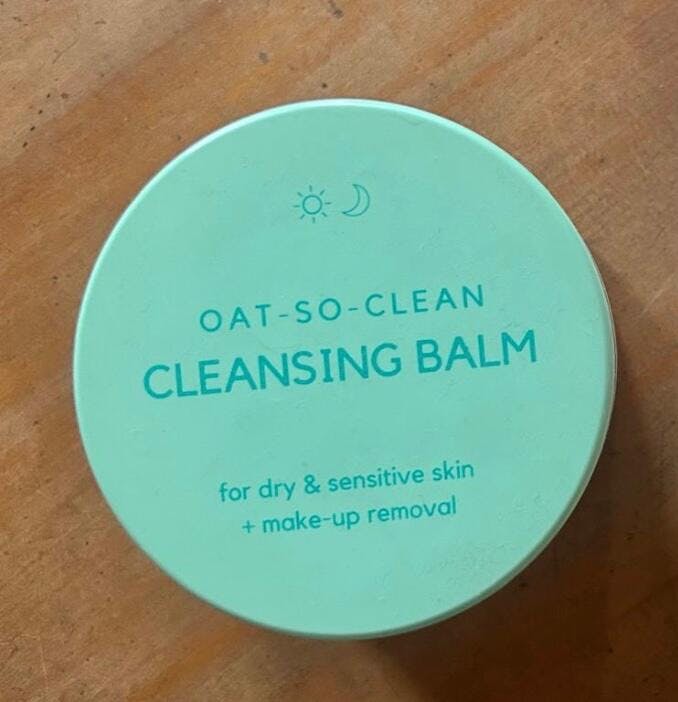 OAT-SO-CLEAN
CLEANSING BALM
for dry & sensitive skin
+ make-up removal